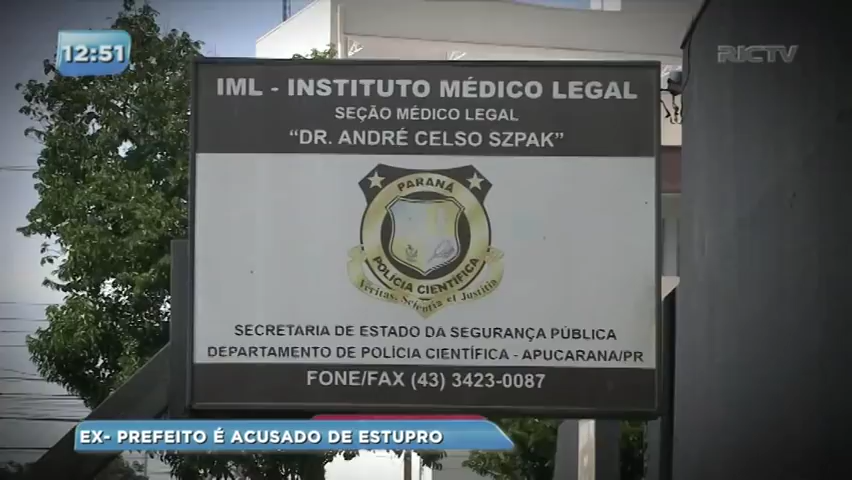 12:51
RICTV
IML - INSTITUTO MÉDICO LEGAL
SEÇÃO MÉDICO LEGAL
“DR. ANDRÉ CELSO SZPAK”
PARANÁ
POLÍCIA CIENTÍFICA
Veritas, Scientia et Justitia
SECRETARIA DE ESTADO DA SEGURANÇA PÚBLICA
DEPARTAMENTO DE POLÍCIA CIENTÍFICA - APUCARANA/PR
FONE/FAX (43) 3423-0087
EX- PREFEITO É ACUSADO DE ESTUPRO